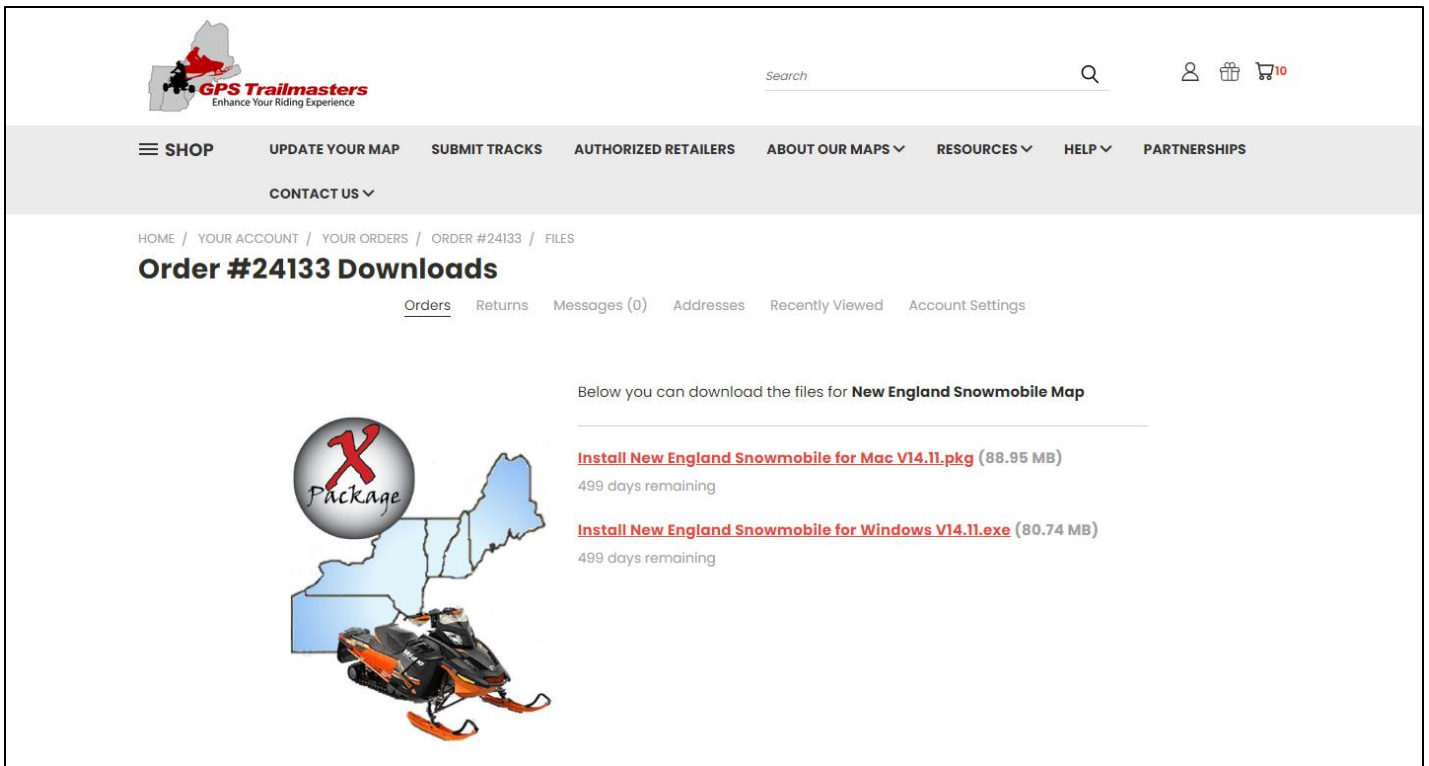 GPS Trailmasters
Enhance Your Riding Experience
Search
10
SHOP
UPDATE YOUR MAP
SUBMIT TRACKS
AUTHORIZED RETAILERS
ABOUT OUR MAPS
RESOURCES
HELP
PARTNERSHIPS
CONTACT US
HOME / YOUR ACCOUNT / YOUR ORDERS / ORDER #24133 / FILES
Order #24133 Downloads
Orders
Returns
Messages (0)
Addresses
Recently Viewed
Account Settings
Below you can download the files for New England Snowmobile Map
X
Package
Install New England Snowmobile for Mac V14.11.pkg (88.95 MB)
499 days remaining
Install New England Snowmobile for Windows V14.11.exe (80.74 MB)
499 days remaining